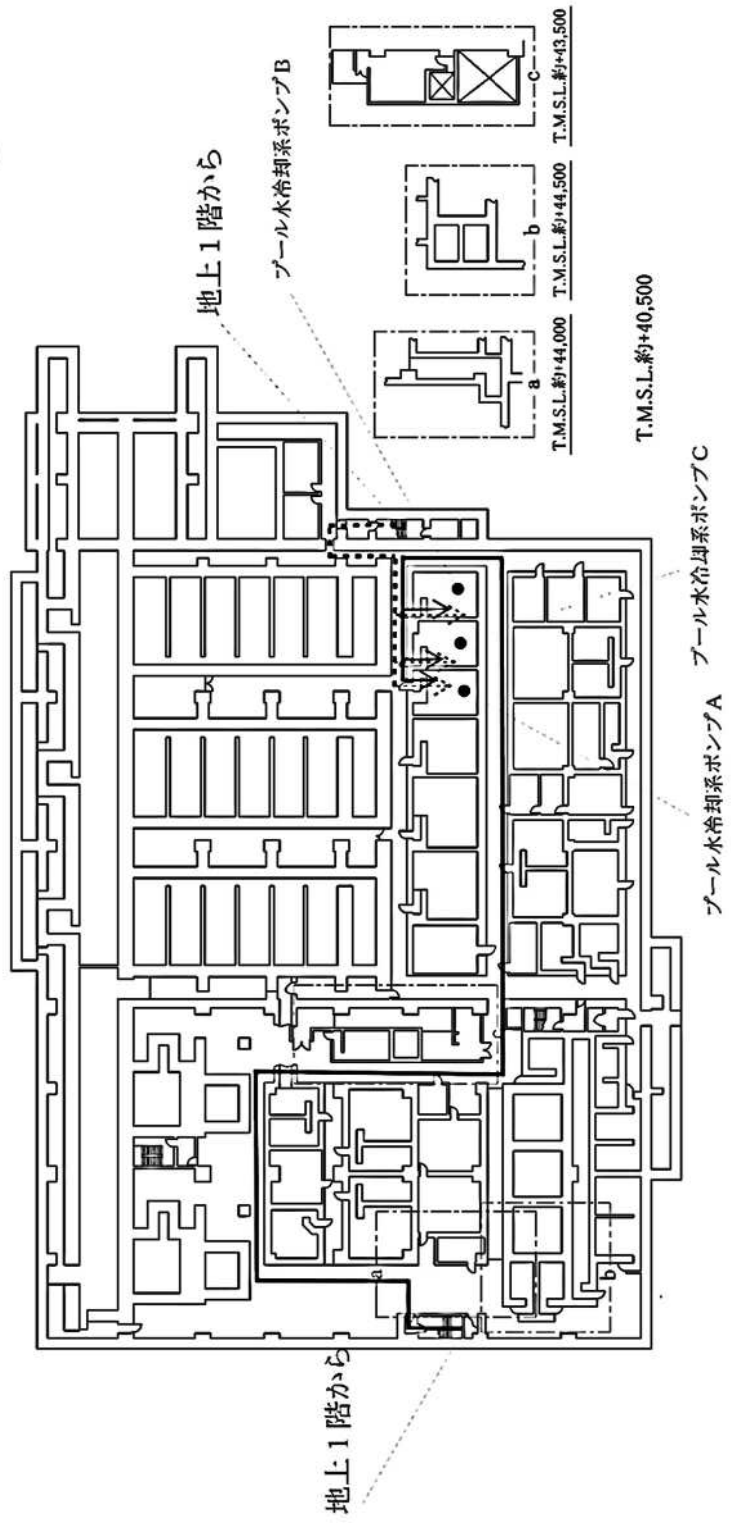 地上1階から
プール水冷却系ポンプB
地上1階から
a
b
a
T.M.S.L.約+44,000
b
T.M.S.L.約+44,500
c
T.M.S.L.約+43,500
T.M.S.L.約+40,500
プール水冷却系ポンプA
プール水冷却系ポンプC